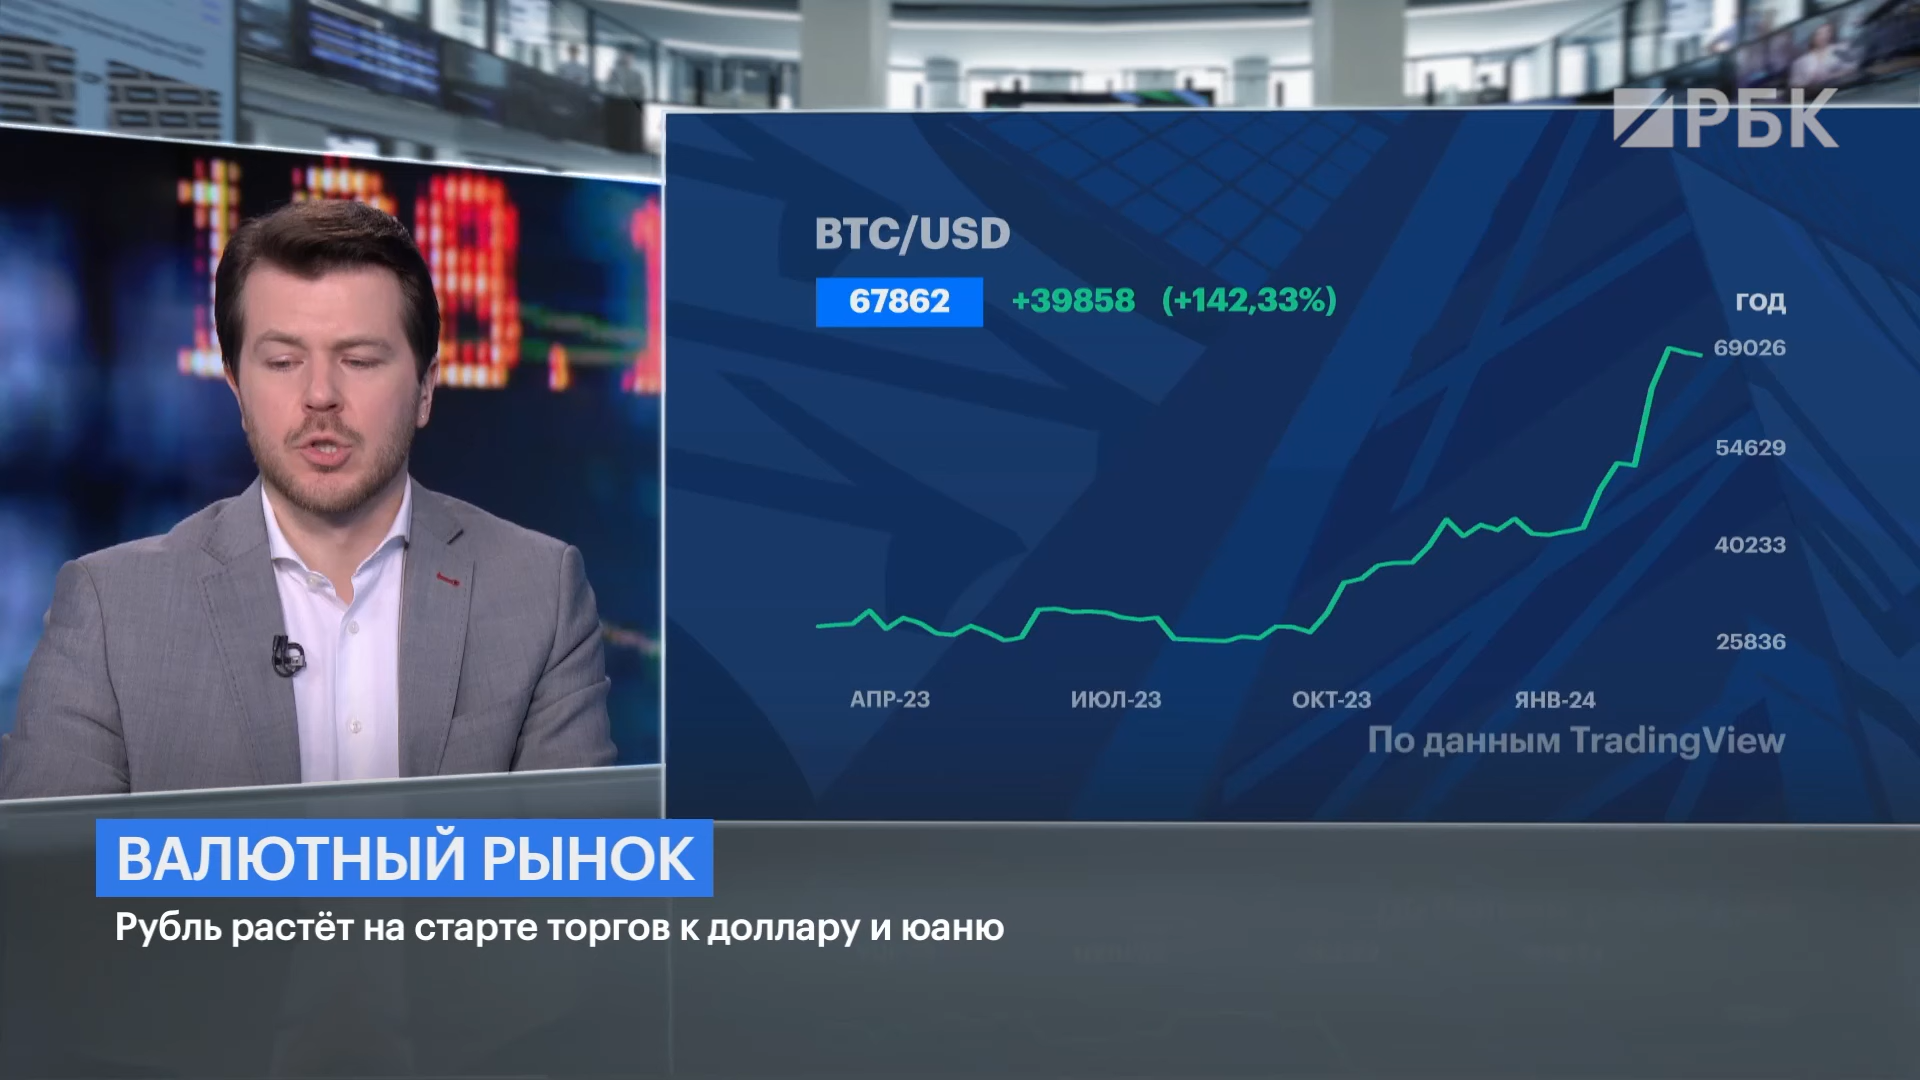 РБК
BTC/USD
67862 +39858 (+142,33%)
ГОД
69026
54629
40233
25836
АПР-23 ИЮЛ-23 ОКТ-23 ЯНВ-24
По данным TradingView
ВАЛЮТНЫЙ РЫНОК
Рубль растёт на старте торгов к доллару и юаню